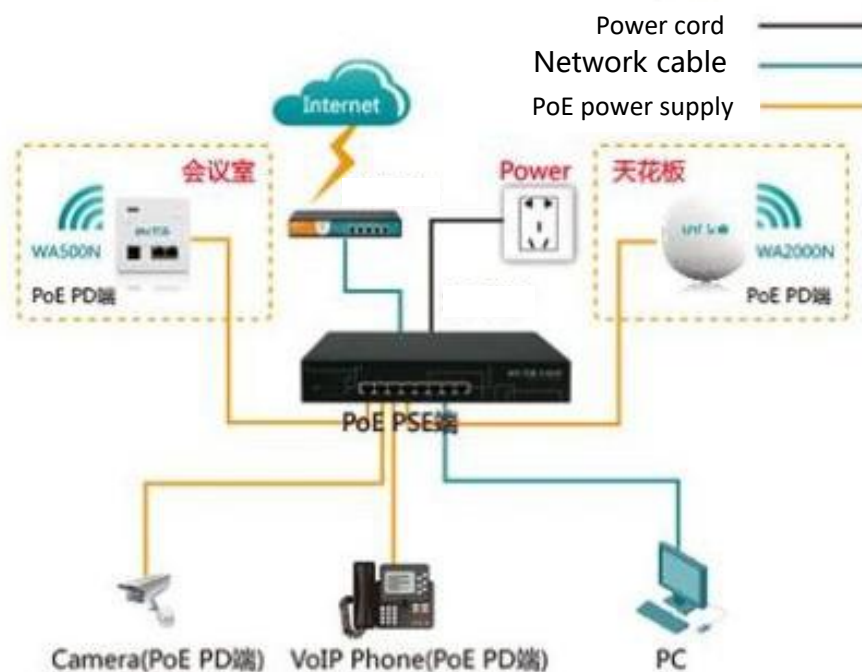 Power cord
Network cable
PoE power supply
Internet
会议室
Power
天花板
WA500N
WA2000N
PoE PD端
PoE PD端
PoE PSE端
Camera(PoE PD端)
VoIP Phone(PoE PD端)
PC